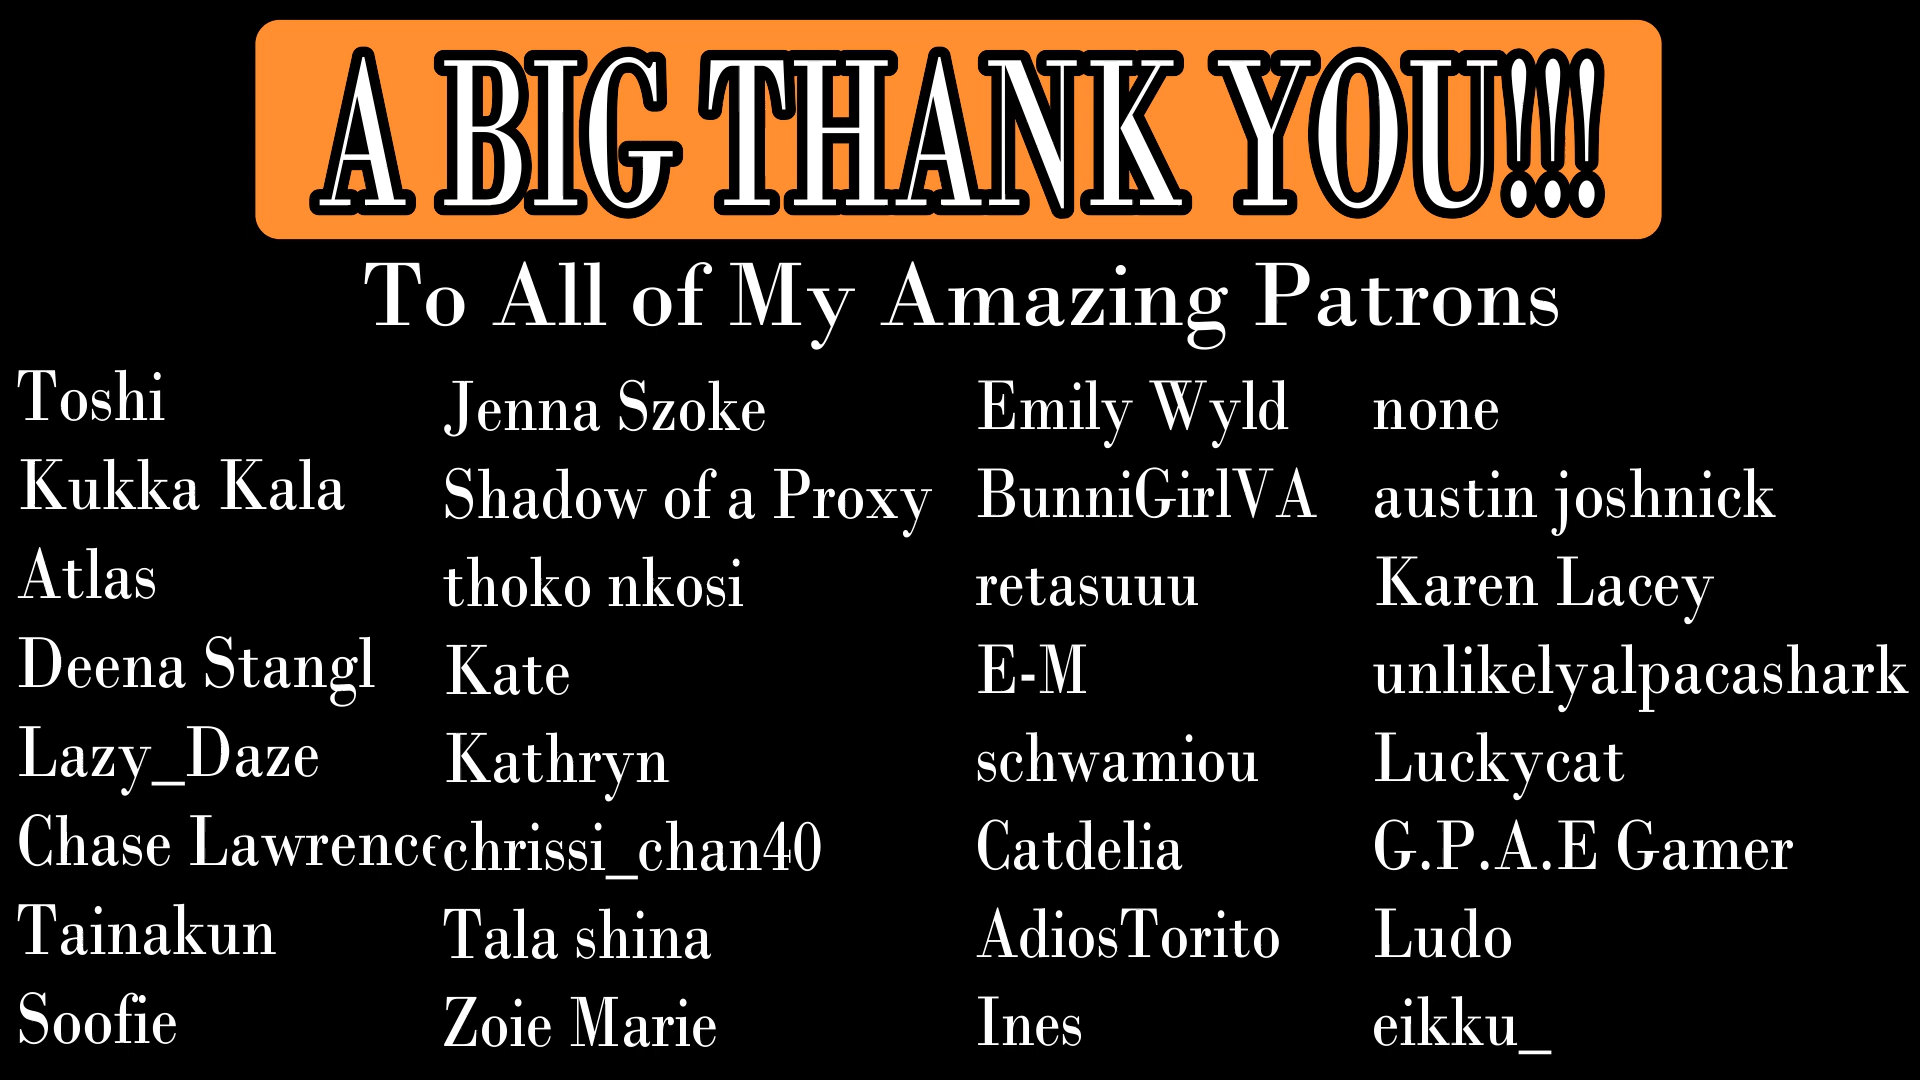 A BIG THANK YOU!!!
To All of My Amazing Patrons
Toshi
Kukka Kala
Atlas
Deena Stangl
Lazy_Daze
Chase Lawrence
Tainakun
Soofie
Jenna Szoke
Shadow of a Proxy
thoko nkosi
Kate
Kathryn
chrissi_chan40
Tala shina
Zoie Marie
Emily Wyld
BunniGirlVA
retasuuu
E-M
schwamiou
Catdelia
AdiosTorito
Ines
none
austin joshnick
Karen Lacey
unlikelyalpacashark
Luckycat
G.P.A.E Gamer
Ludo
eikku_